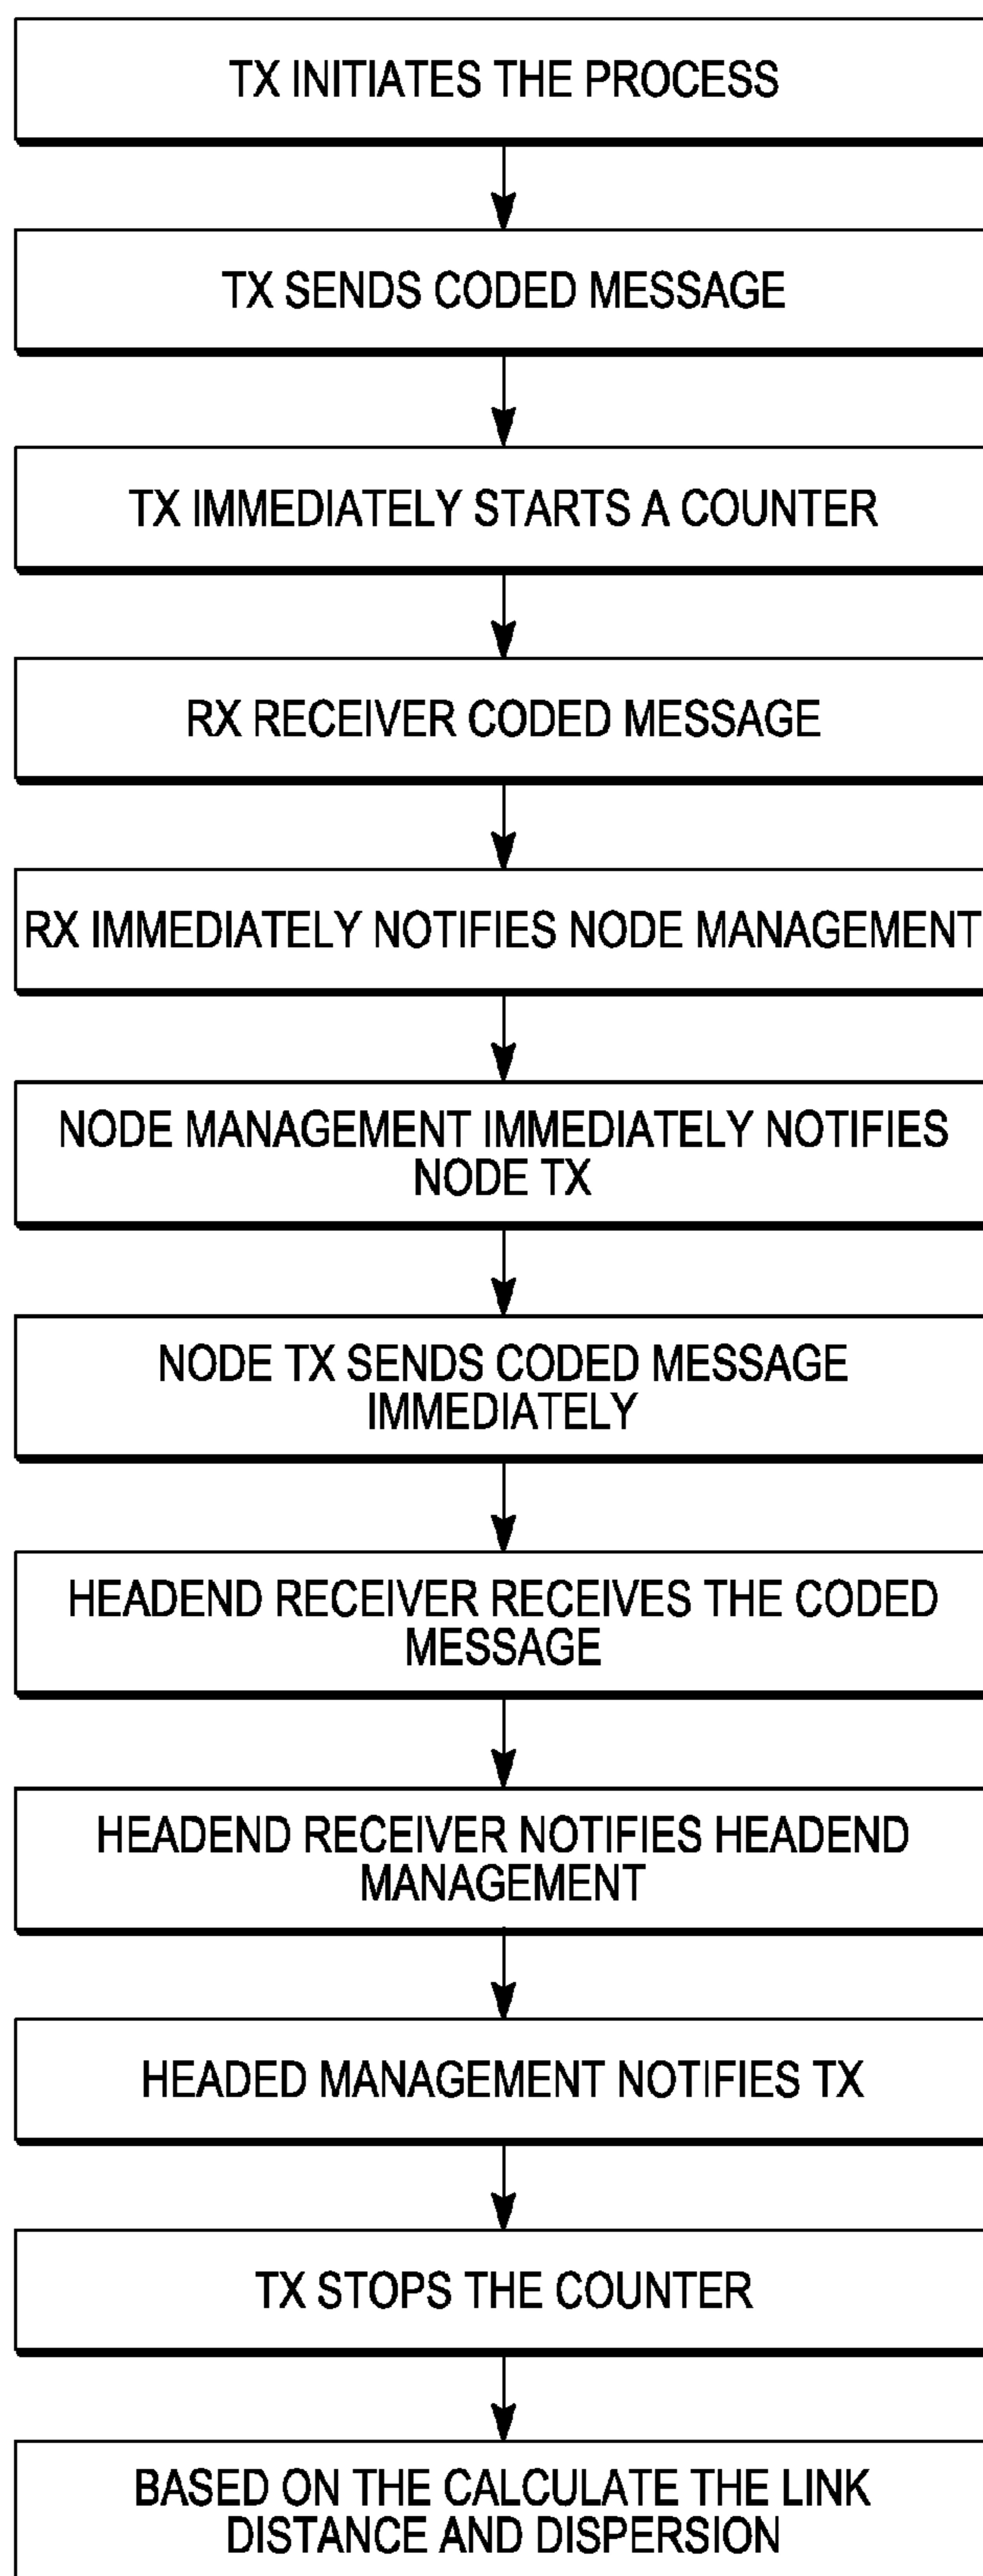 TX INITIATES THE PROCESS
TX SENDS CODED MESSAGE
TX IMMEDIATELY STARTS A COUNTER
RX RECEIVER CODED MESSAGE
RX IMMEDIATELY NOTIFIES NODE MANAGEMENT
NODE MANAGEMENT IMMEDIATELY NOTIFIES
NODE TX
NODE TX SENDS CODED MESSAGE
IMMEDIATELY
HEADEND RECEIVER RECEIVES THE CODED
MESSAGE
HEADEND RECEIVER NOTIFIES HEADEND
MANAGEMENT
HEADED MANAGEMENT NOTIFIES TX
TX STOPS THE COUNTER
BASED ON THE CALCULATE THE LINK
DISTANCE AND DISPERSION